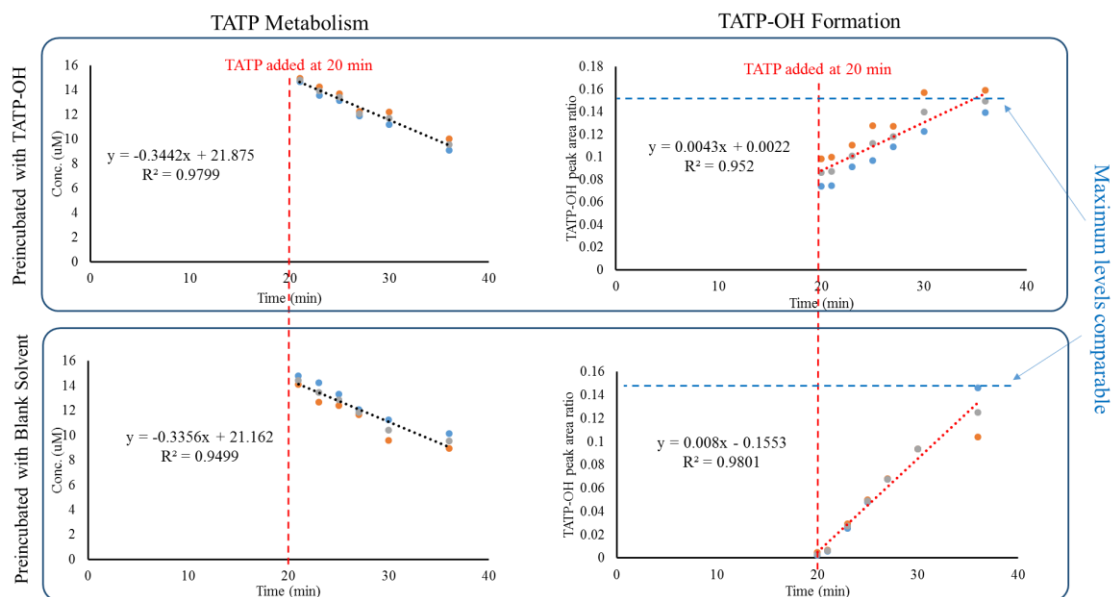 TATP Metabolism
TATP-OH Formation
Preincubated with TATP-OH
TATP added at 20 min
Conc. (uM)
16
14
12
10
8
6
4
2
0
y = -0.3442x + 21.875
R² = 0.9799
0
10
20
30
40
Time (min)
TATP added at 20 min
TATP-OH peak area ratio
0.18
0.16
0.14
0.12
0.1
0.08
0.06
0.04
0.02
0
y = 0.0043x + 0.0022
R² = 0.952
0
10
20
30
40
Time (min)
Maximum levels comparable
Preincubated with Blank Solvent
Conc. (uM)
16
14
12
10
8
6
4
2
0
y = -0.3356x + 21.162
R² = 0.9499
0
10
20
30
40
Time (min)
TATP-OH peak area ratio
0.16
0.14
0.12
0.1
0.08
0.06
0.04
0.02
0
y = 0.008x - 0.1553
R² = 0.9801
0
10
20
30
40
Time (min)